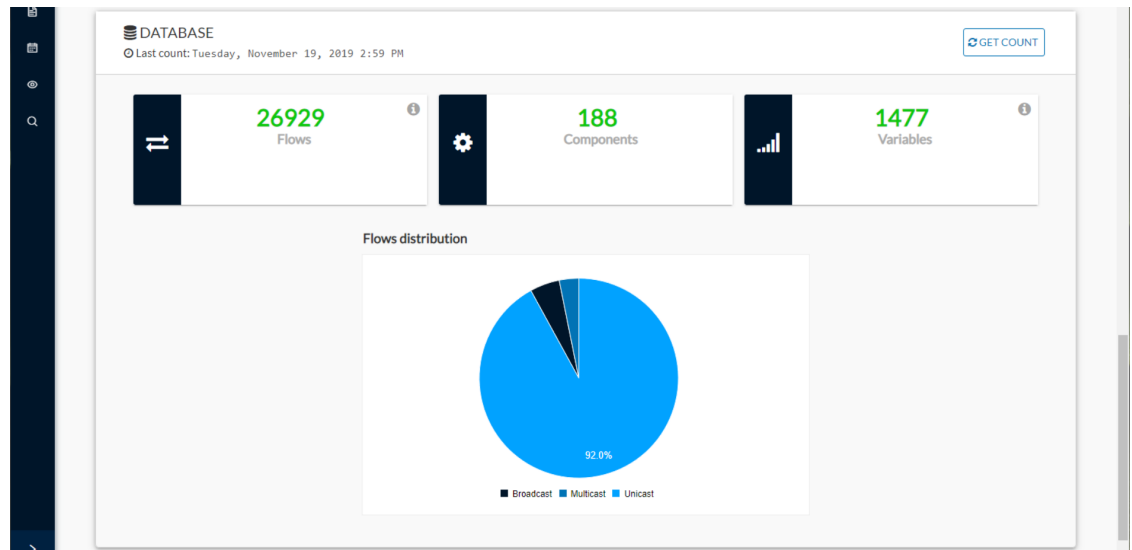 DATABASE
Last count: Tuesday, November 19, 2019 2:59 PM
GET COUNT
26929
Flows
188
Components
1477
Variables
Flows distribution
92.0%
Broadcast Multicast Unicast